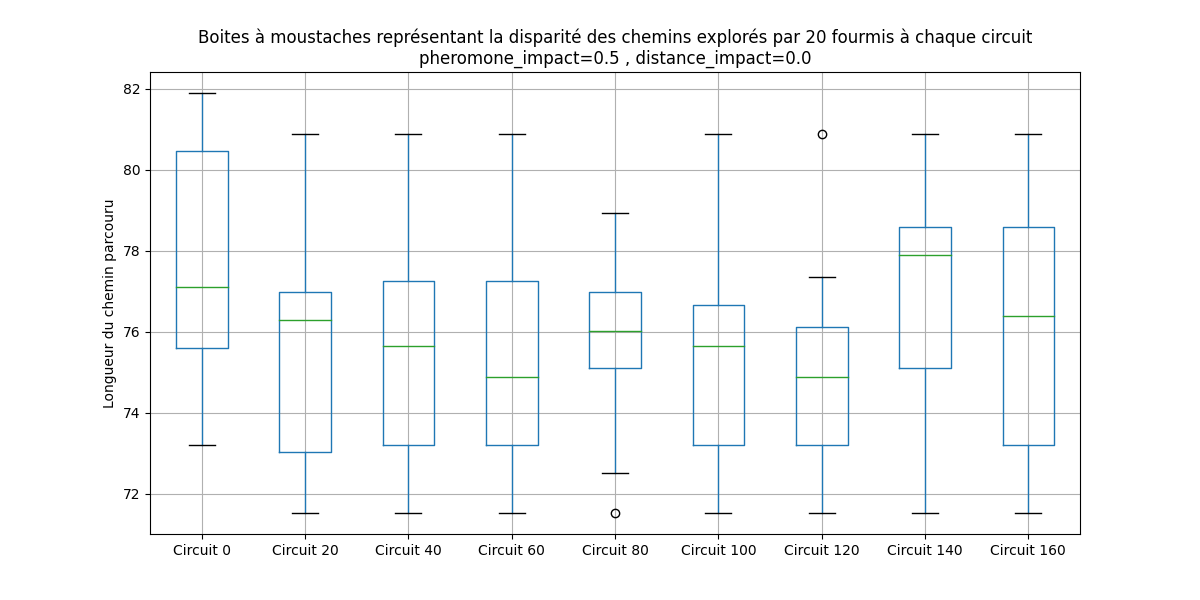 Boites à moustaches représentant la disparité des chemins explorés par 20 fourmis à chaque circuit
pheromone_impact=0.5 , distance_impact=0.0
Longueur du chemin parcouru
82
80
78
76
74
72
Circuit 0
Circuit 20
Circuit 40
Circuit 60
Circuit 80
Circuit 100
Circuit 120
Circuit 140
Circuit 160